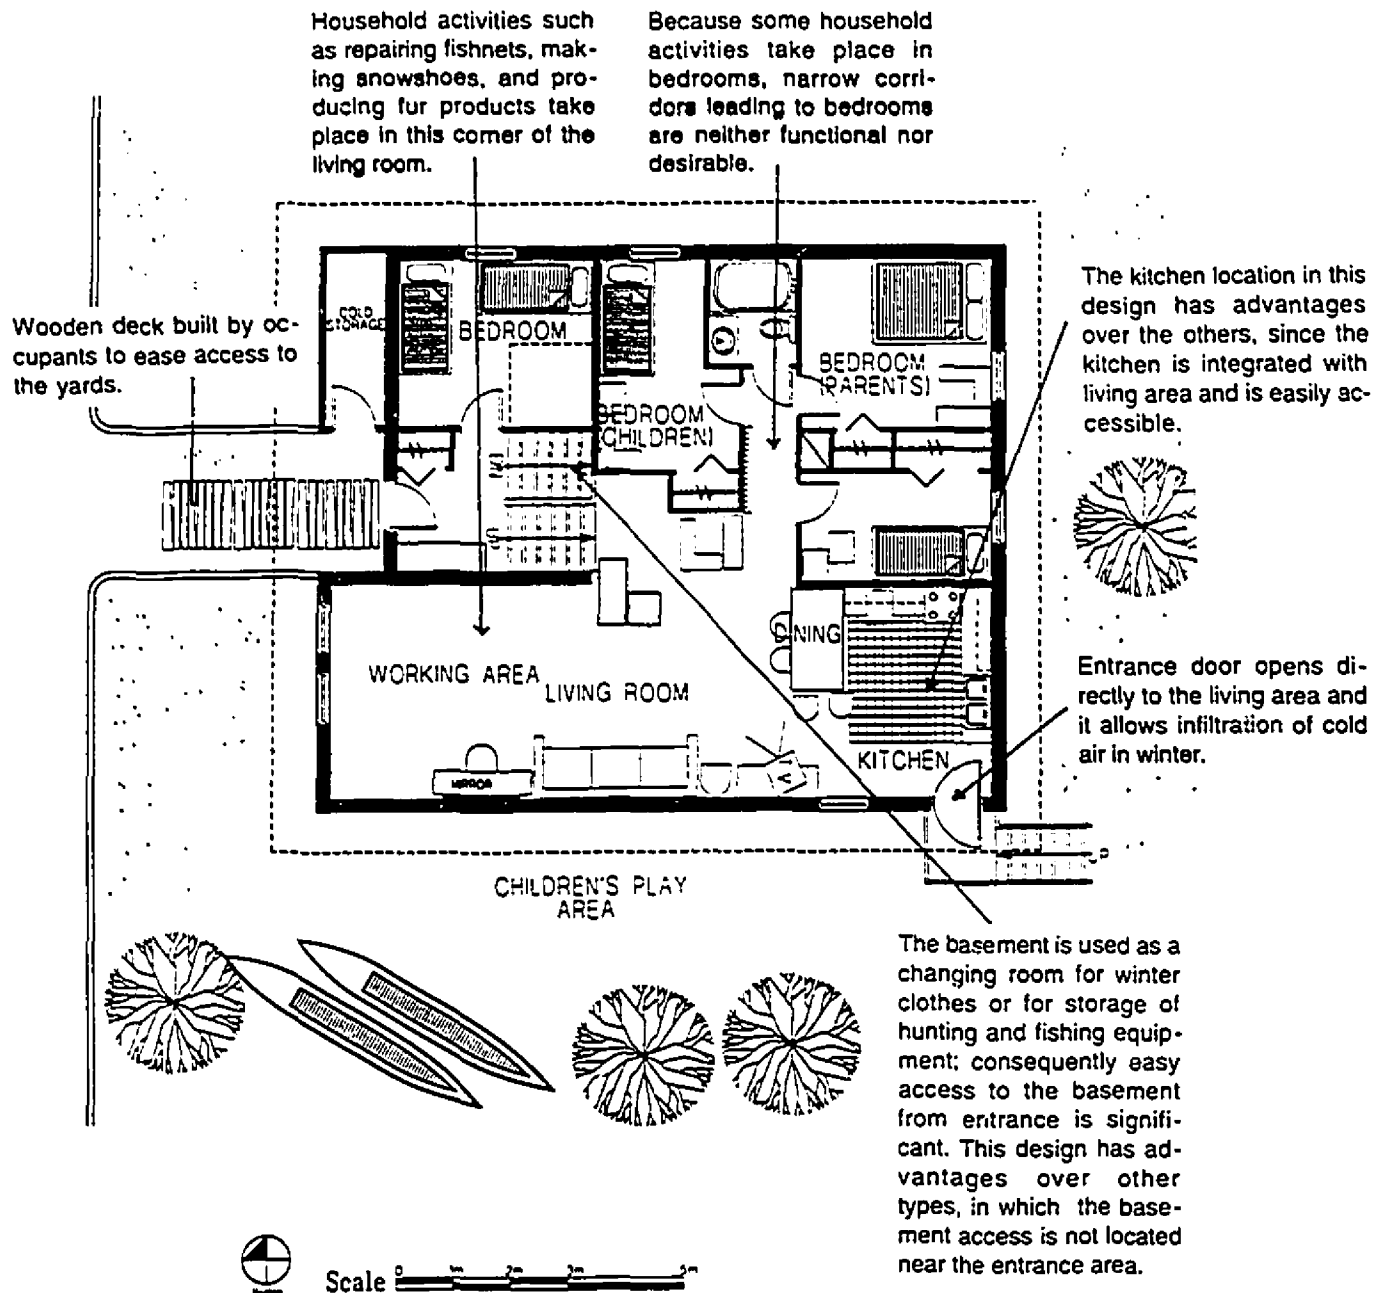 Household activities such
as repairing fishnets, mak-
ing snowshoes, and pro-
ducing fur products take
place in this corner of the
living room.
Because some household
activities take place in
bedrooms, narrow corri-
dors leading to bedrooms
are neither functional nor
desirable.
Wooden deck built by oc-
cupants to ease access to
the yards.
The kitchen location in this
design has advantages
over the others, since the
kitchen is integrated with
living area and is easily ac-
cessible.
COLD
STORAGE
BEDROOM
BEDROOM
(CHILDREN)
BEDROOM
(PARENTS)
DINING
WORKING AREA
LIVING ROOM
KITCHEN
MIRROR
TV
Entrance door opens di-
rectly to the living area and
it allows infiltration of cold
air in winter.
CHILDREN'S PLAY
AREA
The basement is used as a
changing room for winter
clothes or for storage of
hunting and fishing equip-
ment; consequently easy
access to the basement
from entrance is signifi-
cant. This design has ad-
vantages over other
types, in which the base-
ment access is not located
near the entrance area.
Scale 0 1m 2m 3m 5m